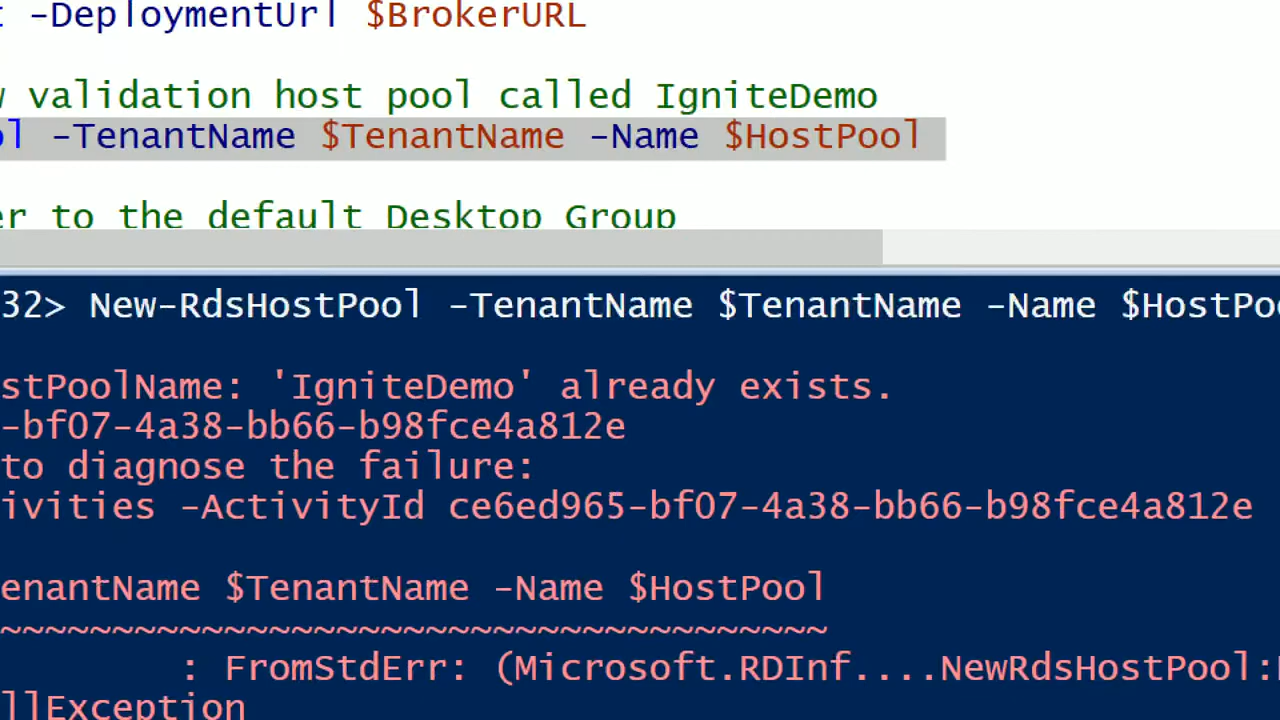 -DeploymentUrl $BrokerURL
validation host pool called IgniteDemo
-TenantName $TenantName -Name $HostPool
to the default Desktop Group
32> New-RdsHostPool -TenantName $TenantName -Name $HostPoo
stPoolName: 'IgniteDemo' already exists.
-bf07-4a38-bb66-b98fce4a812e
to diagnose the failure:
ivities -ActivityId ce6ed965-bf07-4a38-bb66-b98fce4a812e
enantName $TenantName -Name $HostPool
~~~~~~~~~~~~~~~~~~~~~~~~~~~~~~~~~~~~~
: FromStdErr: (Microsoft.RDInf....NewRdsHostPool:
llException